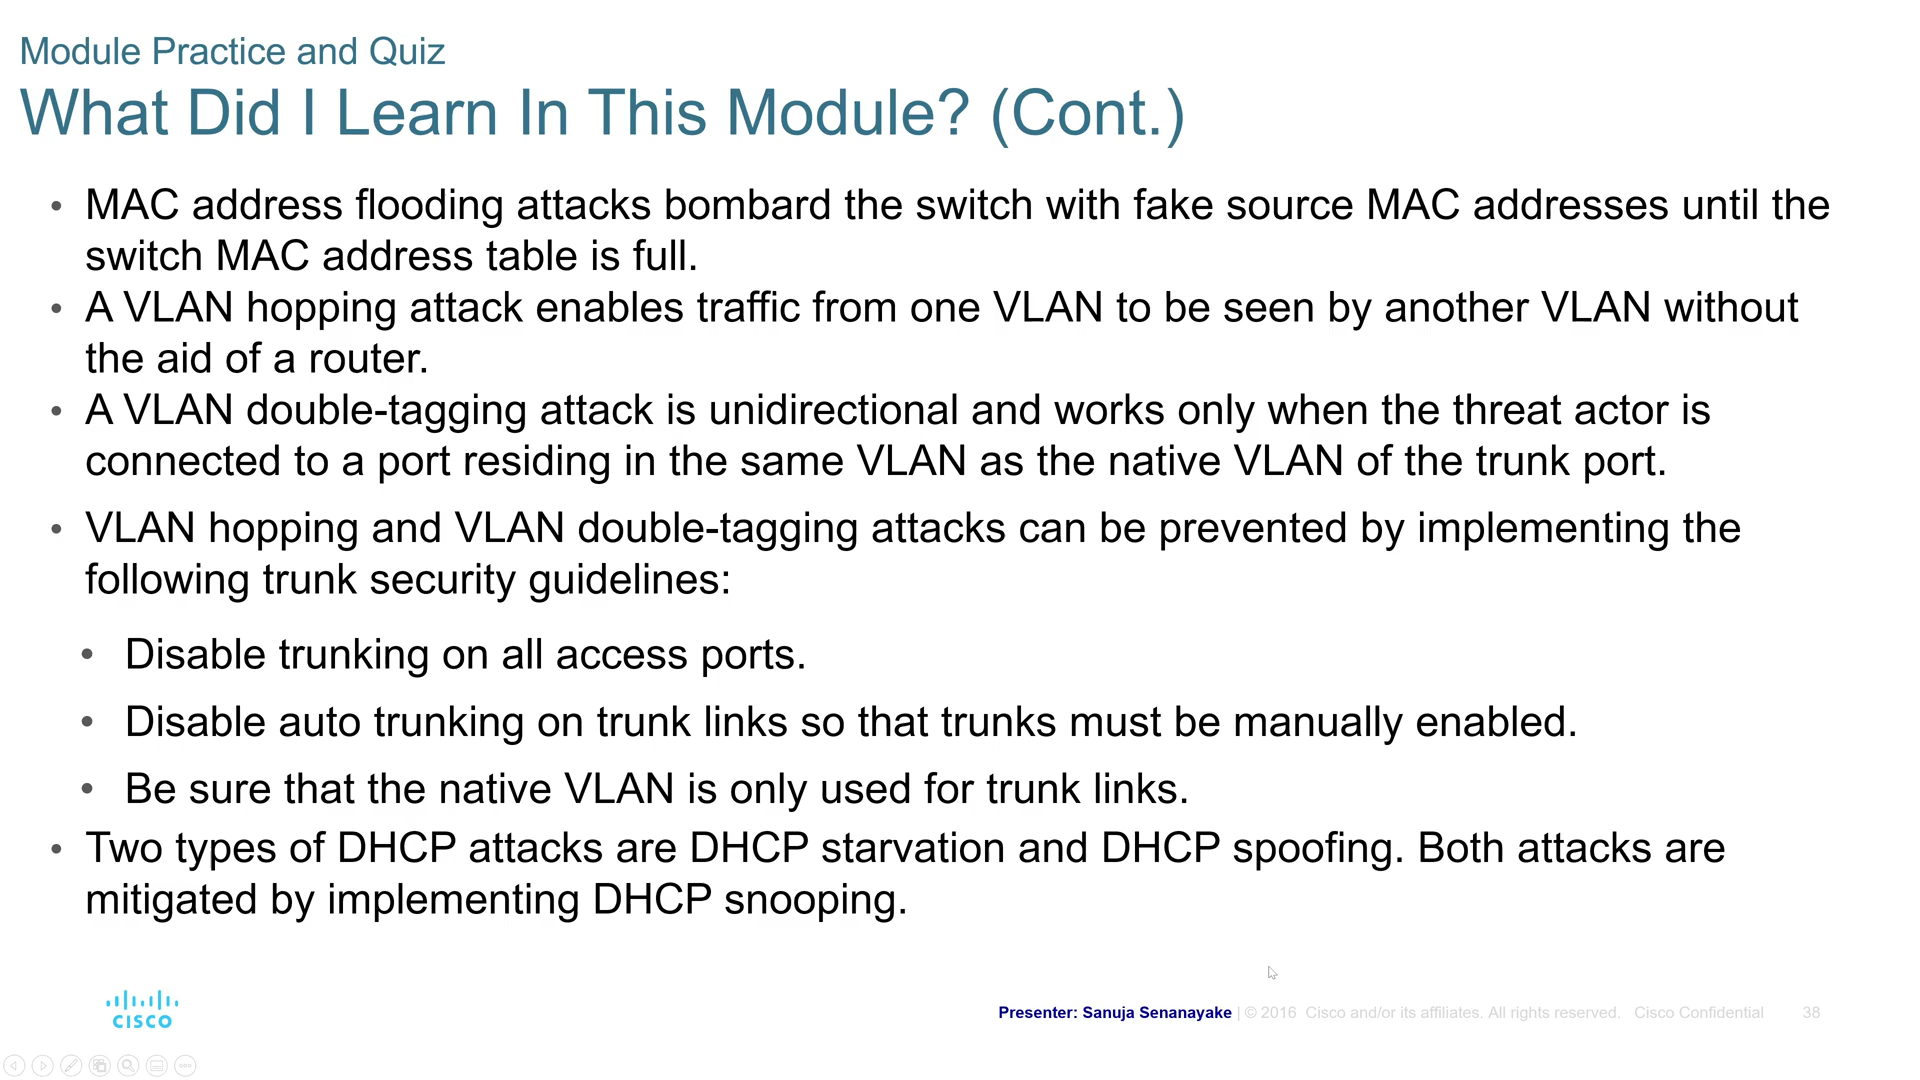 Module Practice and Quiz
What Did I Learn In This Module? (Cont.)
• MAC address flooding attacks bombard the switch with fake source MAC addresses until the
switch MAC address table is full.
• A VLAN hopping attack enables traffic from one VLAN to be seen by another VLAN without
the aid of a router.
• A VLAN double-tagging attack is unidirectional and works only when the threat actor is
connected to a port residing in the same VLAN as the native VLAN of the trunk port.
• VLAN hopping and VLAN double-tagging attacks can be prevented by implementing the
following trunk security guidelines:
• Disable trunking on all access ports.
• Disable auto trunking on trunk links so that trunks must be manually enabled.
• Be sure that the native VLAN is only used for trunk links.
• Two types of DHCP attacks are DHCP starvation and DHCP spoofing. Both attacks are
mitigated by implementing DHCP snooping.
CISCO
Presenter: Sanuja Senanayake | © 2016 Cisco and/or its affiliates. All rights reserved. Cisco Confidential 38